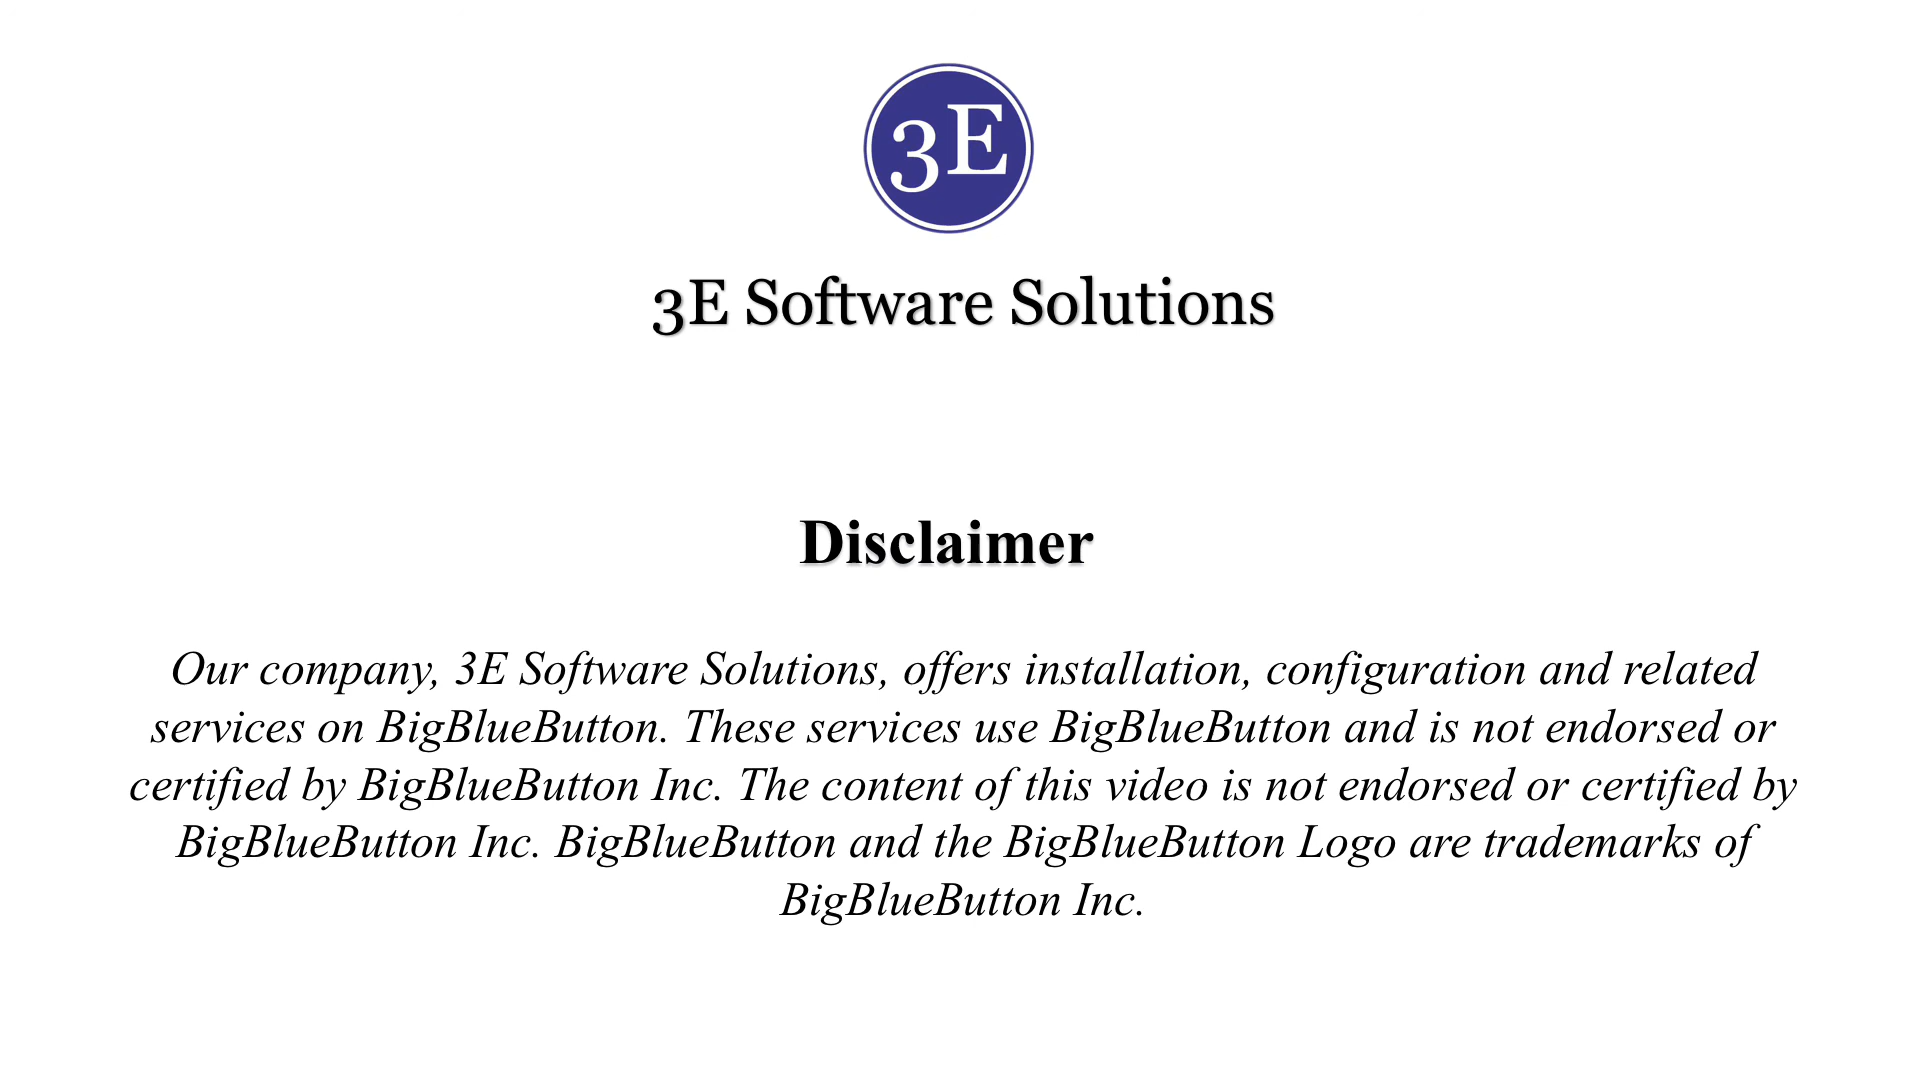 3E
3E Software Solutions
Disclaimer
Our company, 3E Software Solutions, offers installation, configuration and related
services on BigBlueButton. These services use BigBlueButton and is not endorsed or
certified by BigBlueButton Inc. The content of this video is not endorsed or certified by
BigBlueButton Inc. BigBlueButton and the BigBlueButton Logo are trademarks of
BigBlueButton Inc.